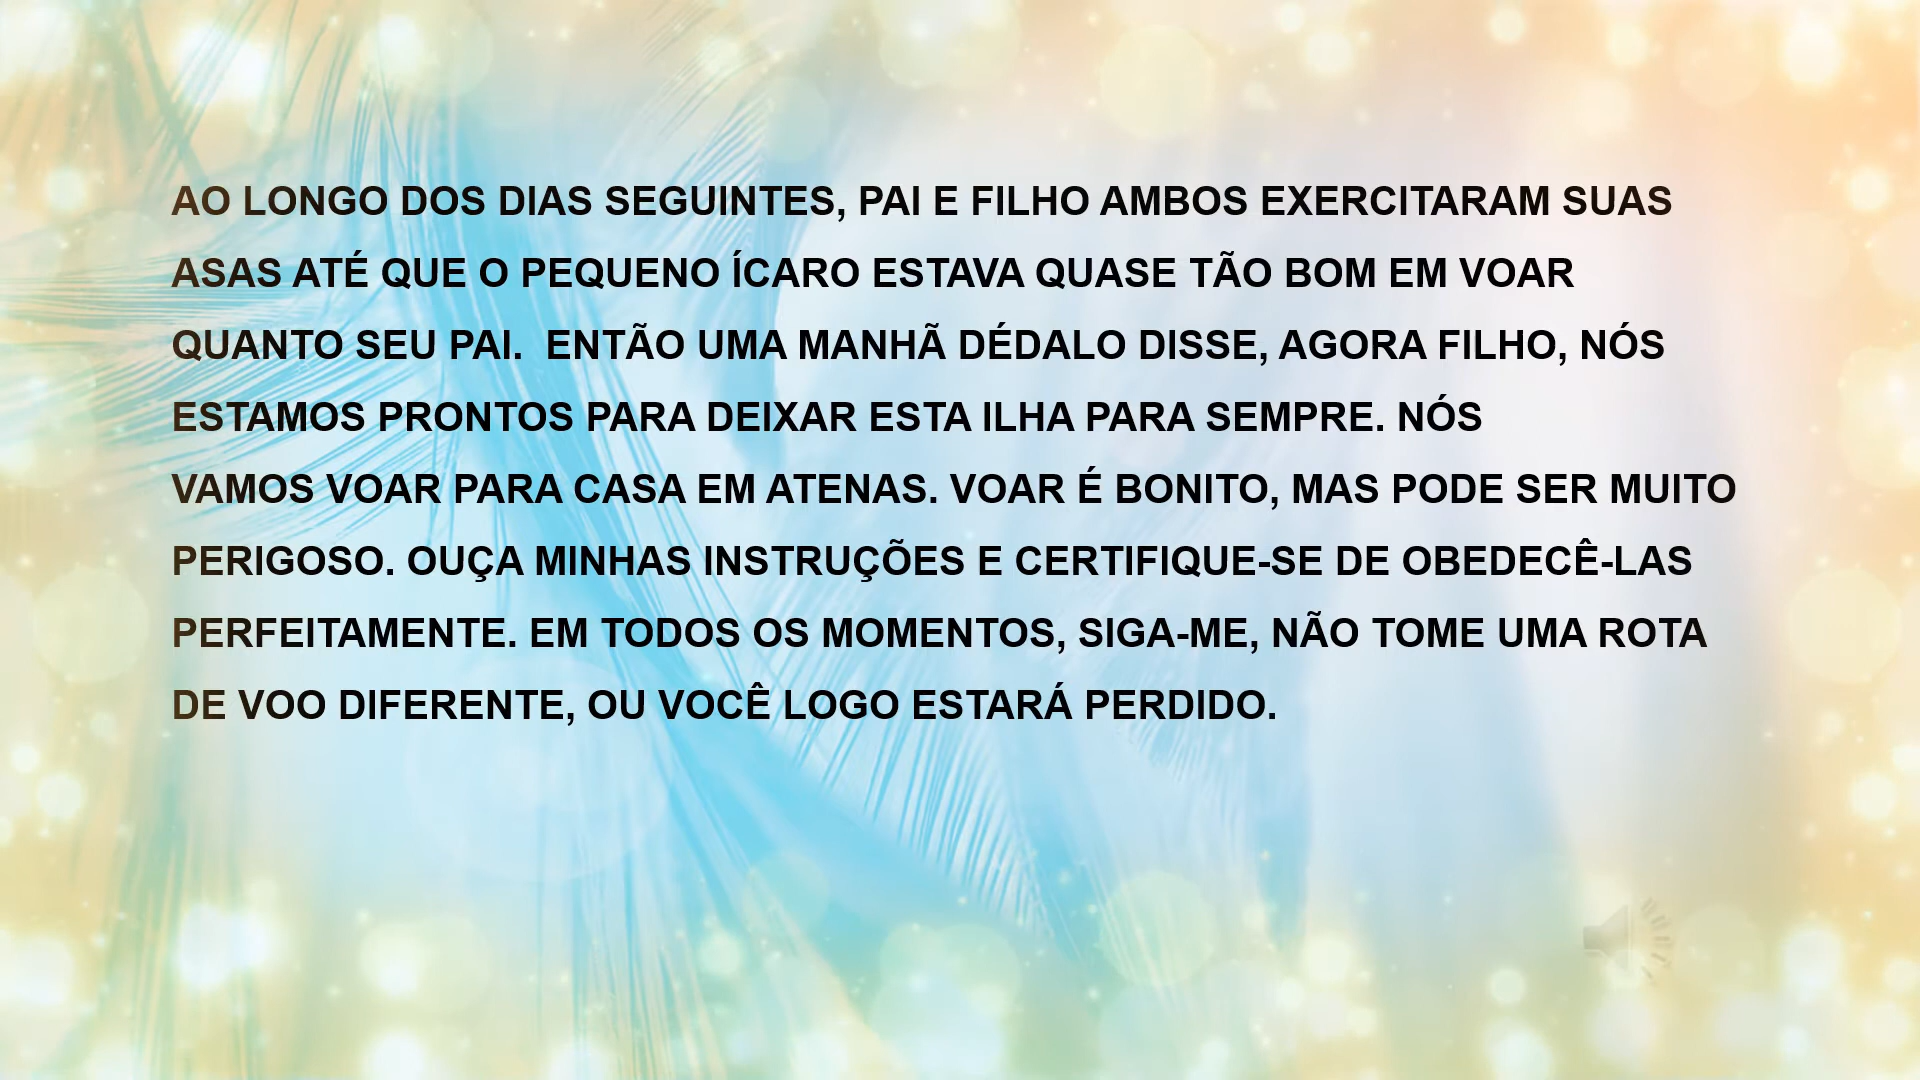 AO LONGO DOS DIAS SEGUINTES, PAI E FILHO AMBOS EXERCITARAM SUAS
ASAS ATÉ QUE O PEQUENO ÍCARO ESTAVA QUASE TÃO BOM EM VOAR
QUANTO SEU PAI.  ENTÃO UMA MANHÃ DÉDALO DISSE, AGORA FILHO, NÓS
ESTAMOS PRONTOS PARA DEIXAR ESTA ILHA PARA SEMPRE. NÓS
VAMOS VOAR PARA CASA EM ATENAS. VOAR É BONITO, MAS PODE SER MUITO
PERIGOSO. OUÇA MINHAS INSTRUÇÕES E CERTIFIQUE-SE DE OBEDECÊ-LAS
PERFEITAMENTE. EM TODOS OS MOMENTOS, SIGA-ME, NÃO TOME UMA ROTA
DE VOO DIFERENTE, OU VOCÊ LOGO ESTARÁ PERDIDO.